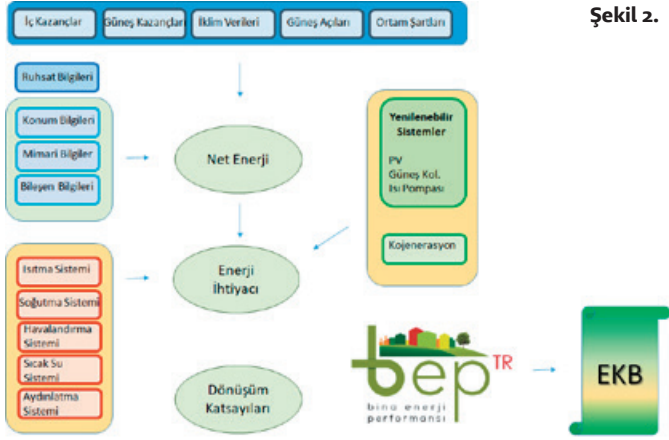 Şekil 2.
İç Kazançlar
Güneş Kazançları
İklim Verileri
Güneş Açıları
Ortam Şartları
Ruhsat Bilgileri
Konum Bilgileri
Mimari Bilgiler
Bileşen Bilgileri
Net Enerji
Yenilenebilir
Sistemler
PV
Güneş Kol.
Isı Pompası
Kojenerasyon
Isıtma Sistemi
Soğutma Sistemi
Havalandırma
Sistemi
Sıcak Su
Sistemi
Aydınlatma
Sistemi
Enerji
İhtiyacı
Dönüşüm
Katsayıları
bep TR
bina enerji
performansı
EKB